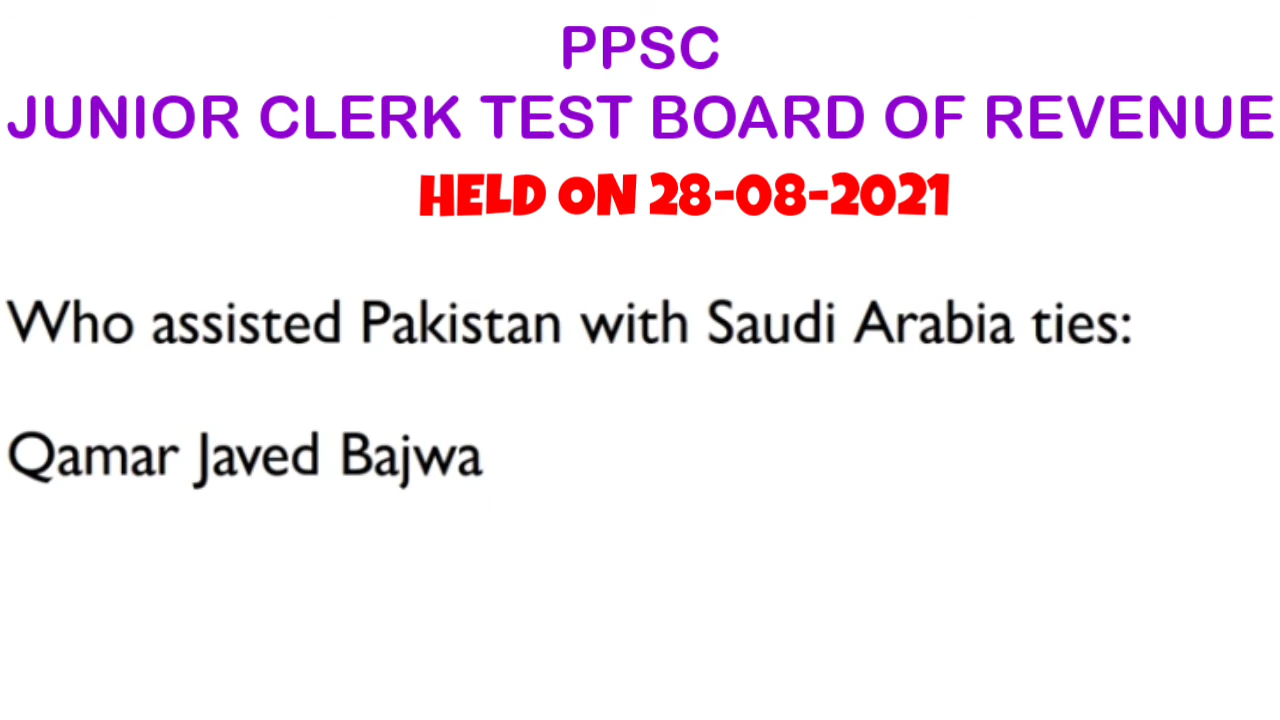 PPSC
JUNIOR CLERK TEST BOARD OF REVENUE
HELD ON 28-08-2021
Who assisted Pakistan with Saudi Arabia ties:
Qamar Javed Bajwa